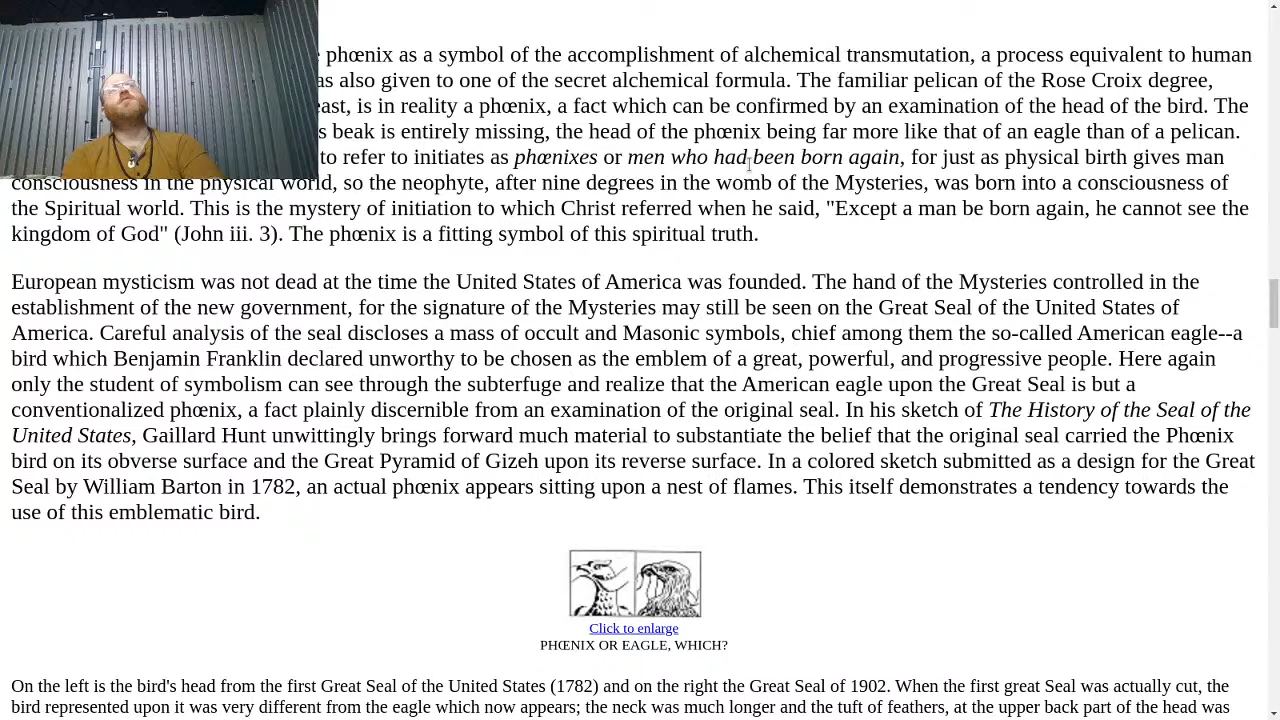 phœnix as a symbol of the accomplishment of alchemical transmutation, a process equivalent to human
as also given to one of the secret alchemical formula. The familiar pelican of the Rose Croix degree,
east, is in reality a phœnix, a fact which can be confirmed by an examination of the head of the bird. The
s beak is entirely missing, the head of the phœnix being far more like that of an eagle than of a pelican.
to refer to initiates as phœnixes or men who had been born again, for just as physical birth gives man
consciousness in the physical world, so the neophyte, after nine degrees in the womb of the Mysteries, was born into a consciousness of
the Spiritual world. This is the mystery of initiation to which Christ referred when he said, "Except a man be born again, he cannot see the
kingdom of God" (John iii. 3). The phœnix is a fitting symbol of this spiritual truth.
European mysticism was not dead at the time the United States of America was founded. The hand of the Mysteries controlled in the
establishment of the new government, for the signature of the Mysteries may still be seen on the Great Seal of the United States of
America. Careful analysis of the seal discloses a mass of occult and Masonic symbols, chief among them the so-called American eagle--a
bird which Benjamin Franklin declared unworthy to be chosen as the emblem of a great, powerful, and progressive people. Here again
only the student of symbolism can see through the subterfuge and realize that the American eagle upon the Great Seal is but a
conventionalized phœnix, a fact plainly discernible from an examination of the original seal. In his sketch of The History of the Seal of the
United States, Gaillard Hunt unwittingly brings forward much material to substantiate the belief that the original seal carried the Phœnix
bird on its obverse surface and the Great Pyramid of Gizeh upon its reverse surface. In a colored sketch submitted as a design for the Great
Seal by William Barton in 1782, an actual phœnix appears sitting upon a nest of flames. This itself demonstrates a tendency towards the
use of this emblematic bird.
Click to enlarge
PHŒNIX OR EAGLE, WHICH?
On the left is the bird's head from the first Great Seal of the United States (1782) and on the right the Great Seal of 1902. When the first great Seal was actually cut, the
bird represented upon it was very different from the eagle which now appears; the neck was much longer and the tuft of feathers, at the upper back part of the head was